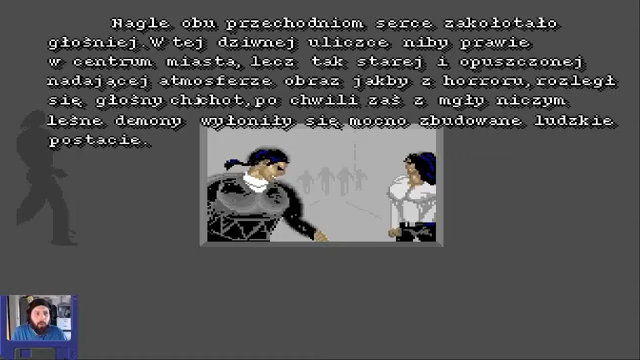 Nagle obu przechodniom serce zakołotało
głośniej.W tej dziwnej uliczce niby prawie
w centrum miasta, lecz tak starej i opuszczonej
nadającej atmosferze obraz jakby z horroru, rozległ
się głośny chichot, po chwili zaś z mgły niczym
leśne demony wyłoniły się mocno zbudowane ludzkie
postacie.